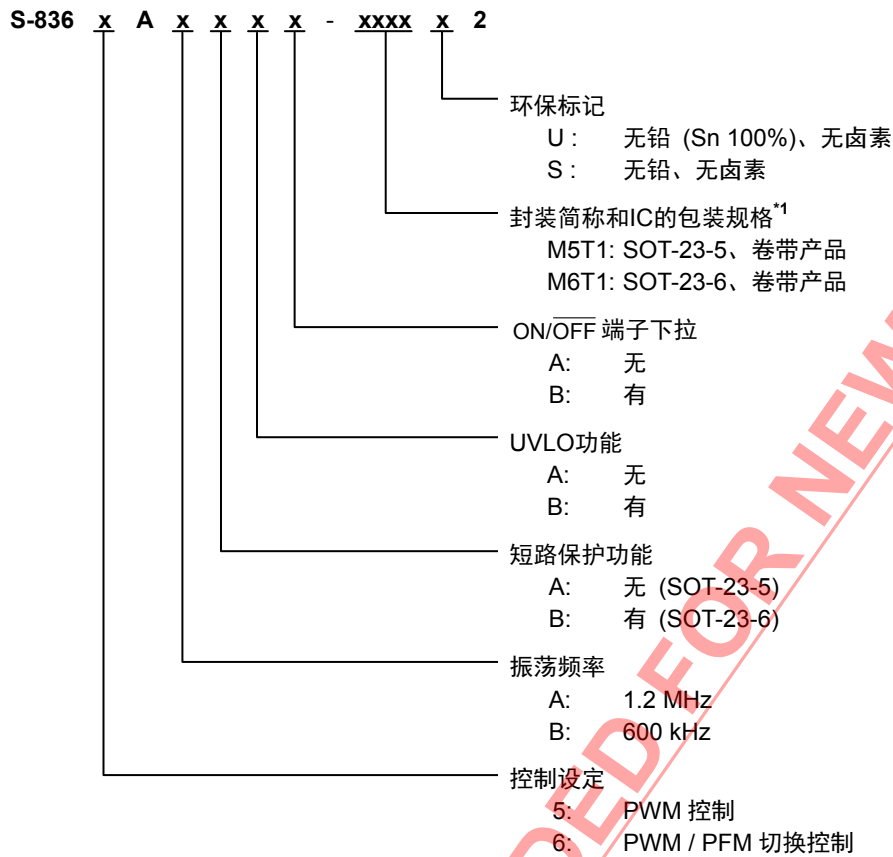 S-836 x A x x x x - xxxx x 2
环保标记
U : 无铅 (Sn 100%)、无卤素
S : 无铅、无卤素
封装简称和IC的包装规格*1
M5T1: SOT-23-5、卷带产品
M6T1: SOT-23-6、卷带产品
ON/OFF 端子下拉
A: 无
B: 有
UVLO功能
A: 无
B: 有
短路保护功能
A: 无 (SOT-23-5)
B: 有 (SOT-23-6)
振荡频率
A: 1.2 MHz
B: 600 kHz
控制设定
5: PWM 控制
6: PWM / PFM 切换控制
DED FOR NEW